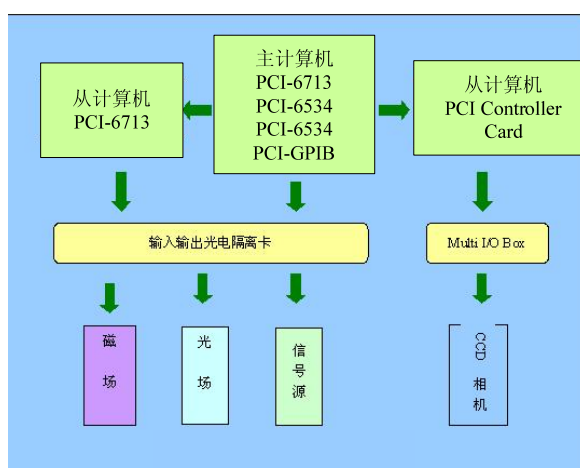 从计算机
PCI-6713
主计算机
PCI-6713
PCI-6534
PCI-6534
PCI-GPIB
从计算机
PCI Controller
Card
输入输出光电隔离卡
Multi I/O Box
磁场
光场
信号源
CCD 相机